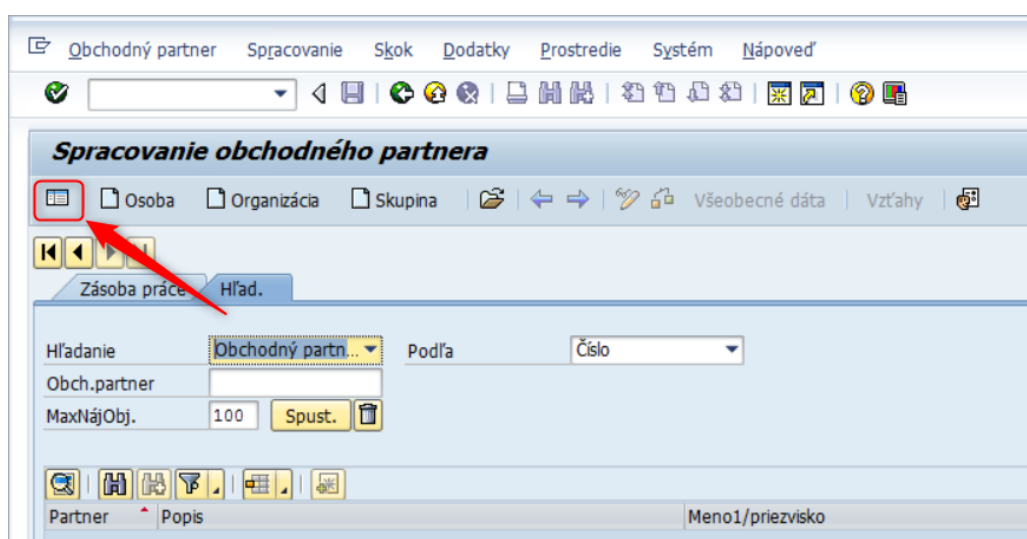 Obchodný partner Spracovanie Skok Dodatky Prostredie Systém Nápoveď
Spracovanie obchodného partnera
Osoba Organizácia Skupina Všeobecné dáta Vzťahy
Zásoba práce Hľad.
Hľadanie Obchodný partn... Podľa Číslo
Obch.partner
MaxNájObj. 100 Spust.
Partner Popis Meno1/priezvisko